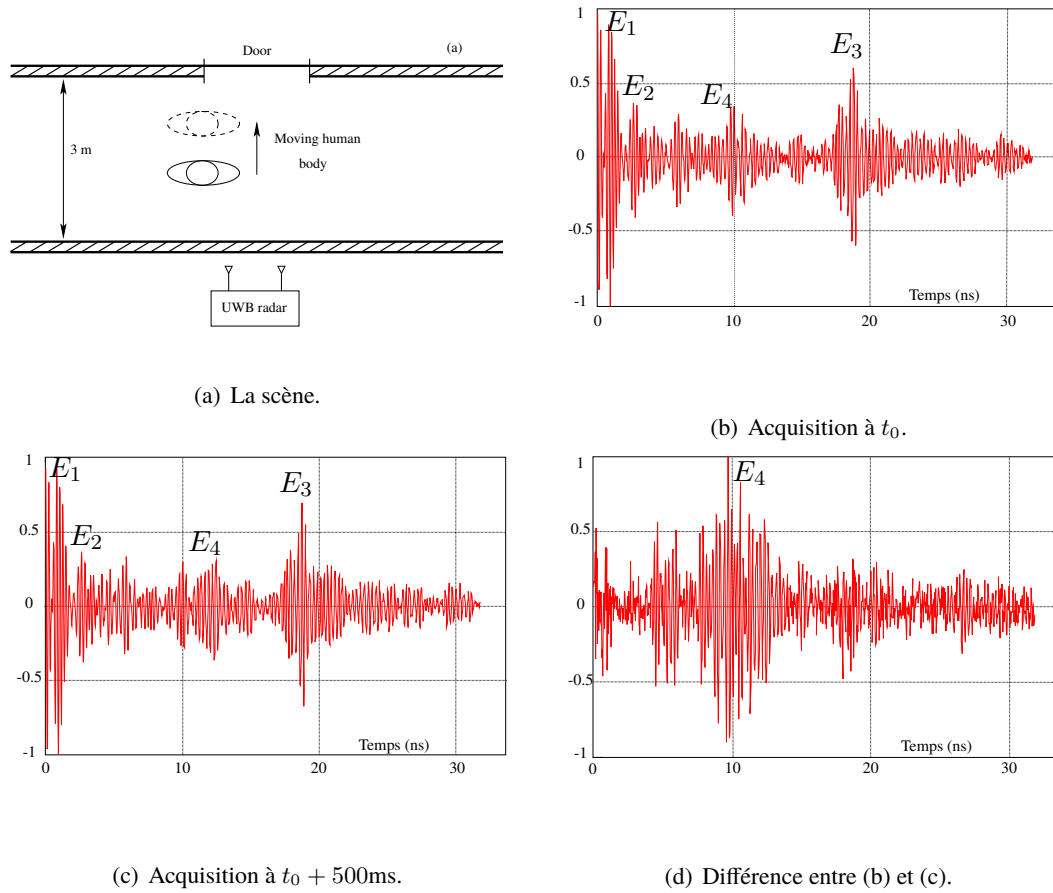 Door
(a)
3 m
Moving human
body
UWB radar
(a) La scène.
1
0.5
0
-0.5
-1
E1
E2
E3
E4
Temps (ns)
0
10
20
30
(b) Acquisition à t0.
1
0.5
0
-0.5
-1
E1
E2
E3
E4
Temps (ns)
0
10
20
30
(c) Acquisition à t0 + 500ms.
1
0.5
0
-0.5
-1
E4
Temps (ns)
0
10
20
30
(d) Différence entre (b) et (c).